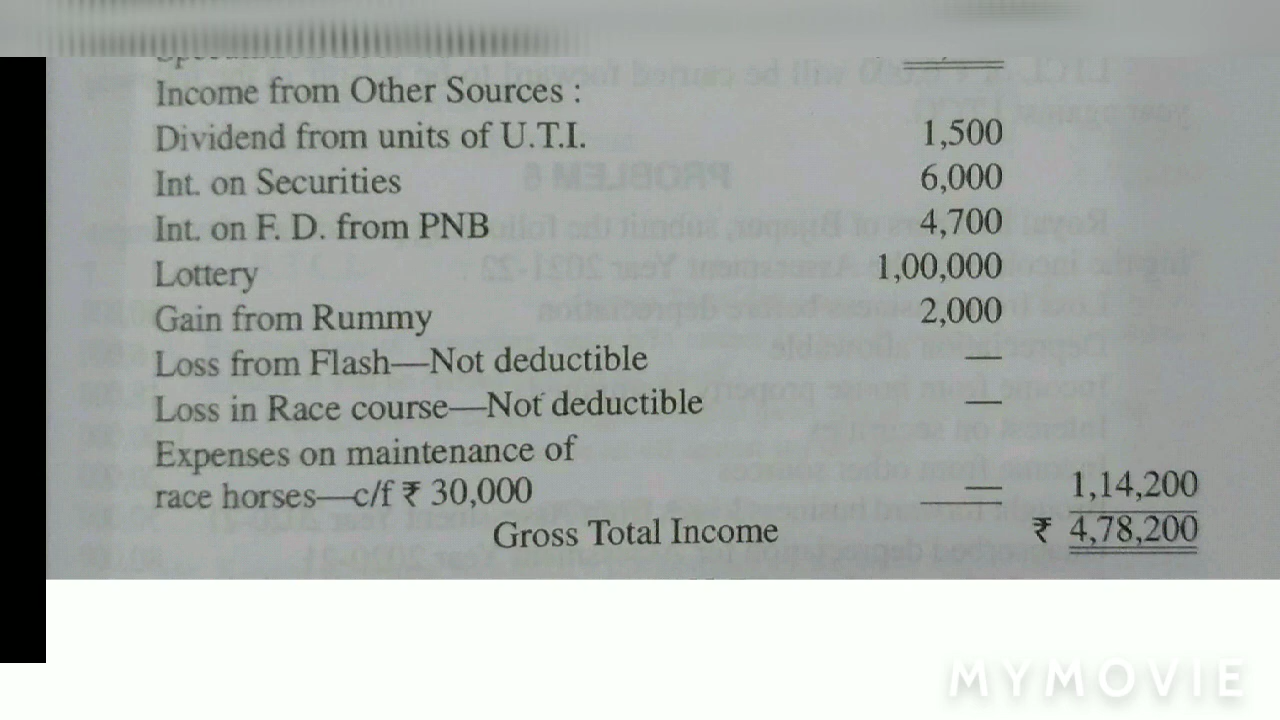 Income from Other Sources :
Dividend from units of U.T.I. 1,500
Int. on Securities 6,000
Int. on F. D. from PNB 4,700
Lottery 1,00,000
Gain from Rummy 2,000
Loss from Flash—Not deductible —
Loss in Race course—Not deductible —
Expenses on maintenance of
race horses—c/f ₹ 30,000 — 1,14,200
Gross Total Income ₹ 4,78,200
MYMOVIE